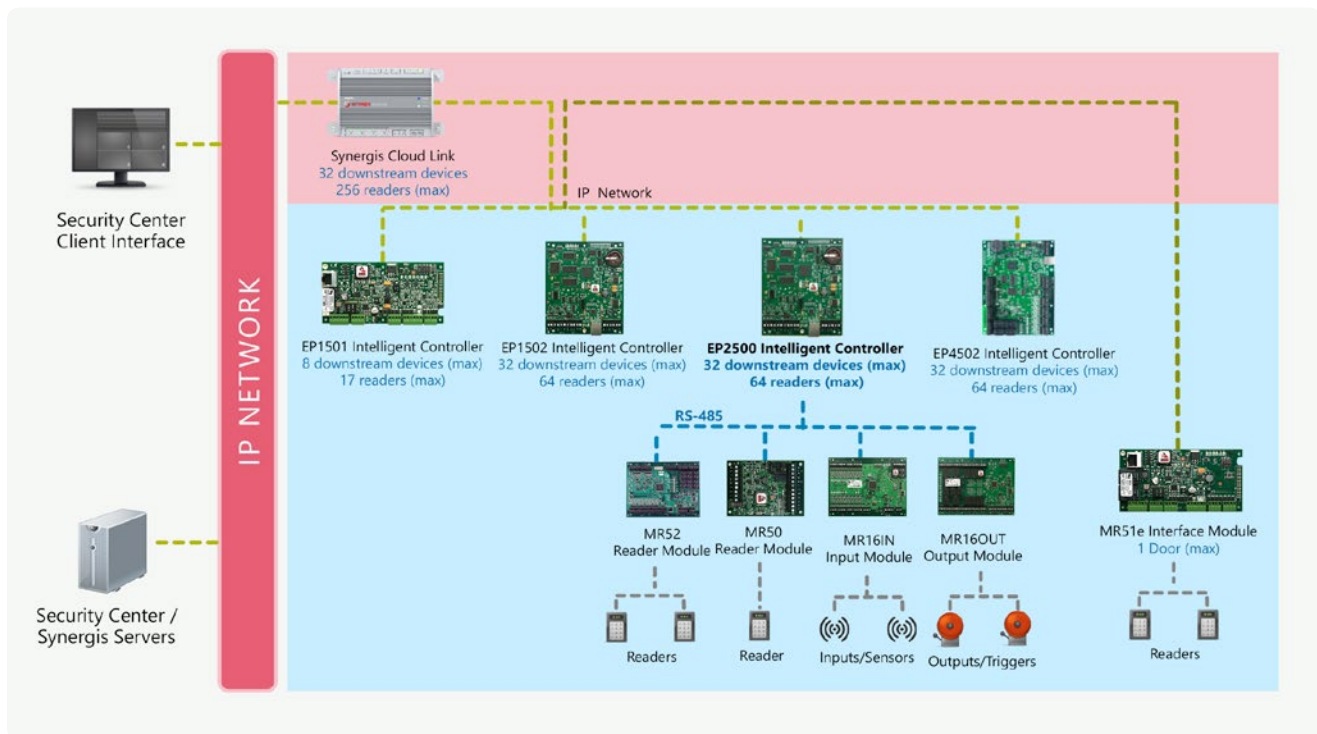 Synergis Cloud Link
32 downstream devices
256 readers (max)
IP Network
Security Center
Client Interface
IP NETWORK
EP1501 Intelligent Controller
8 downstream devices (max)
17 readers (max)
EP1502 Intelligent Controller
32 downstream devices (max)
64 readers (max)
EP2500 Intelligent Controller
32 downstream devices (max)
64 readers (max)
EP4502 Intelligent Controller
32 downstream devices (max)
64 readers (max)
RS-485
MR52
Reader Module
MR50
Reader Module
MR16IN
Input Module
MR16OUT
Output Module
MR51e Interface Module
1 Door (max)
Security Center /
Synergis Servers
Readers
Reader
Inputs/Sensors
Outputs/Triggers
Readers